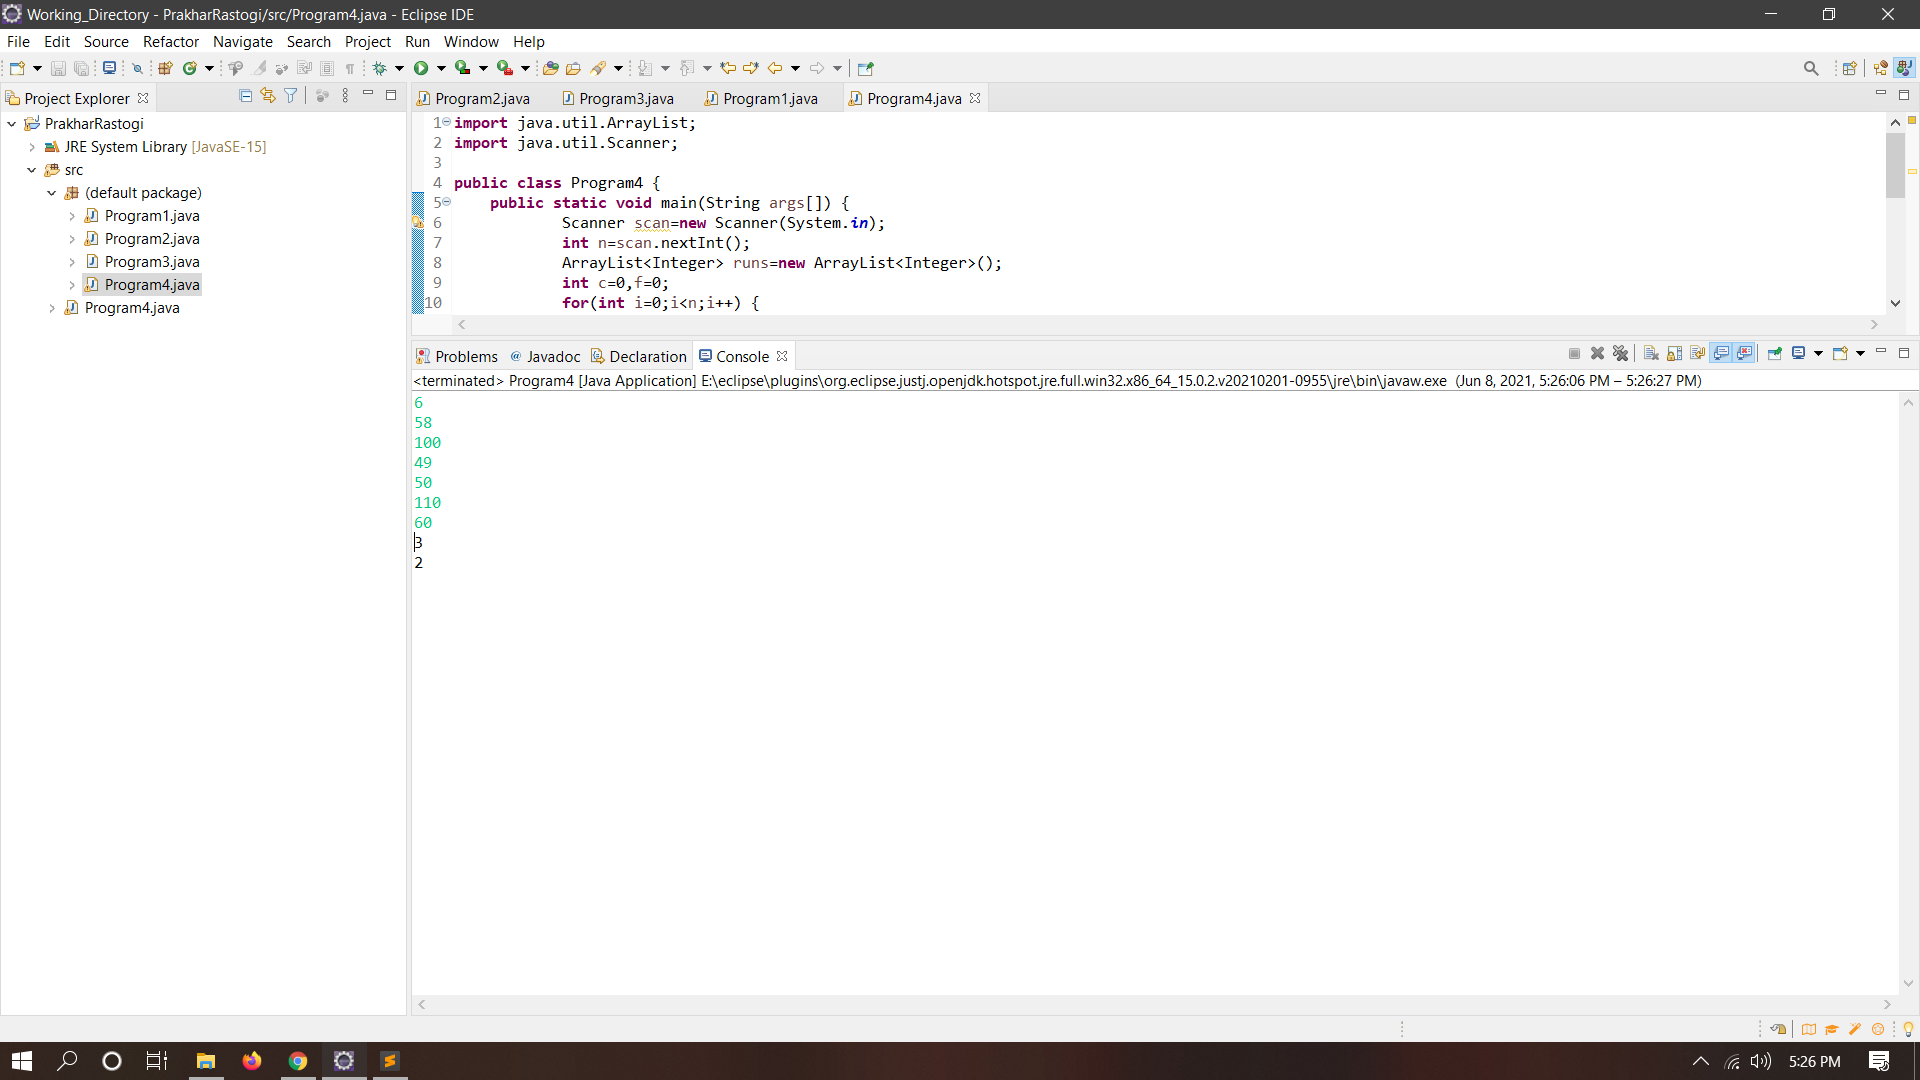 Working_Directory - PrakharRastogi/src/Program4.java - Eclipse IDE
File Edit Source Refactor Navigate Search Project Run Window Help
Project Explorer
PrakharRastogi
JRE System Library [JavaSE-15]
src
(default package)
Program1.java
Program2.java
Program3.java
Program4.java
Program4.java
Program2.java Program3.java Program1.java Program4.java
1 import java.util.ArrayList;
2 import java.util.Scanner;
3
4 public class Program4 {
5 public static void main(String args[]) {
6 Scanner scan=new Scanner(System.in);
7 int n=scan.nextInt();
8 ArrayList<Integer> runs=new ArrayList<Integer>();
9 int c=0,f=0;
10 for(int i=0;i<n;i++) {
Problems @ Javadoc Declaration Console
<terminated> Program4 [Java Application] E:\eclipse\plugins\org.eclipse.justj.openjdk.hotspot.jre.full.win32.x86_64_15.0.2.v20210201-0955\jre\bin\javaw.exe (Jun 8, 2021, 5:26:06 PM – 5:26:27 PM)
6
58
100
49
50
110
60
3
2
5:26 PM